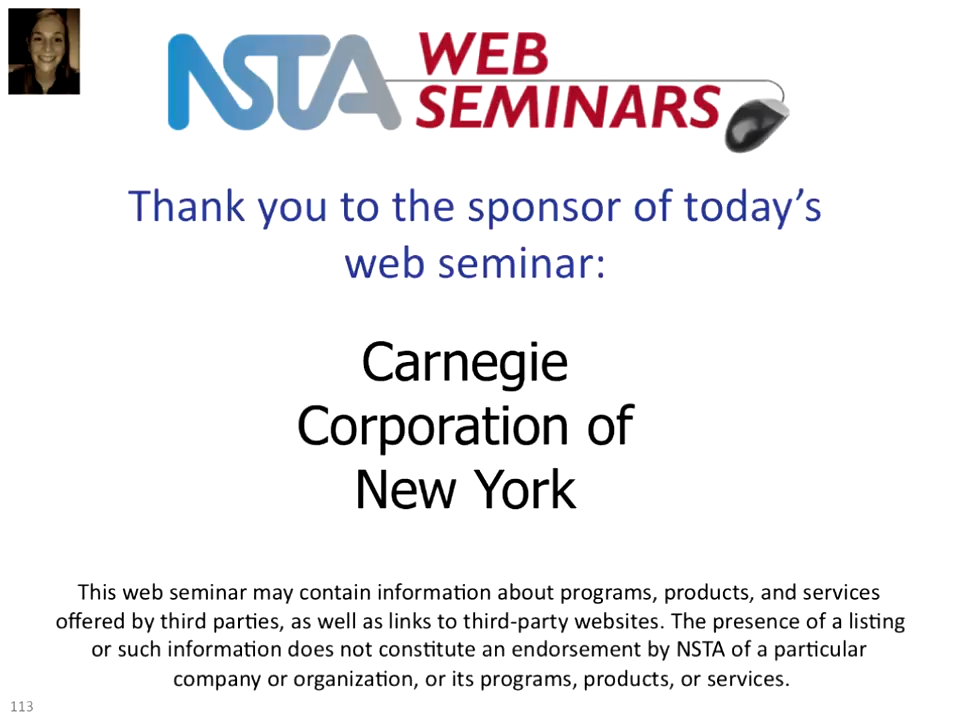 NSTA WEB
SEMINARS
Thank you to the sponsor of today’s
web seminar:
Carnegie
Corporation of
New York
This web seminar may contain information about programs, products, and services
offered by third parties, as well as links to third-party websites. The presence of a listing
or such information does not constitute an endorsement by NSTA of a particular
company or organization, or its programs, products, or services.
113